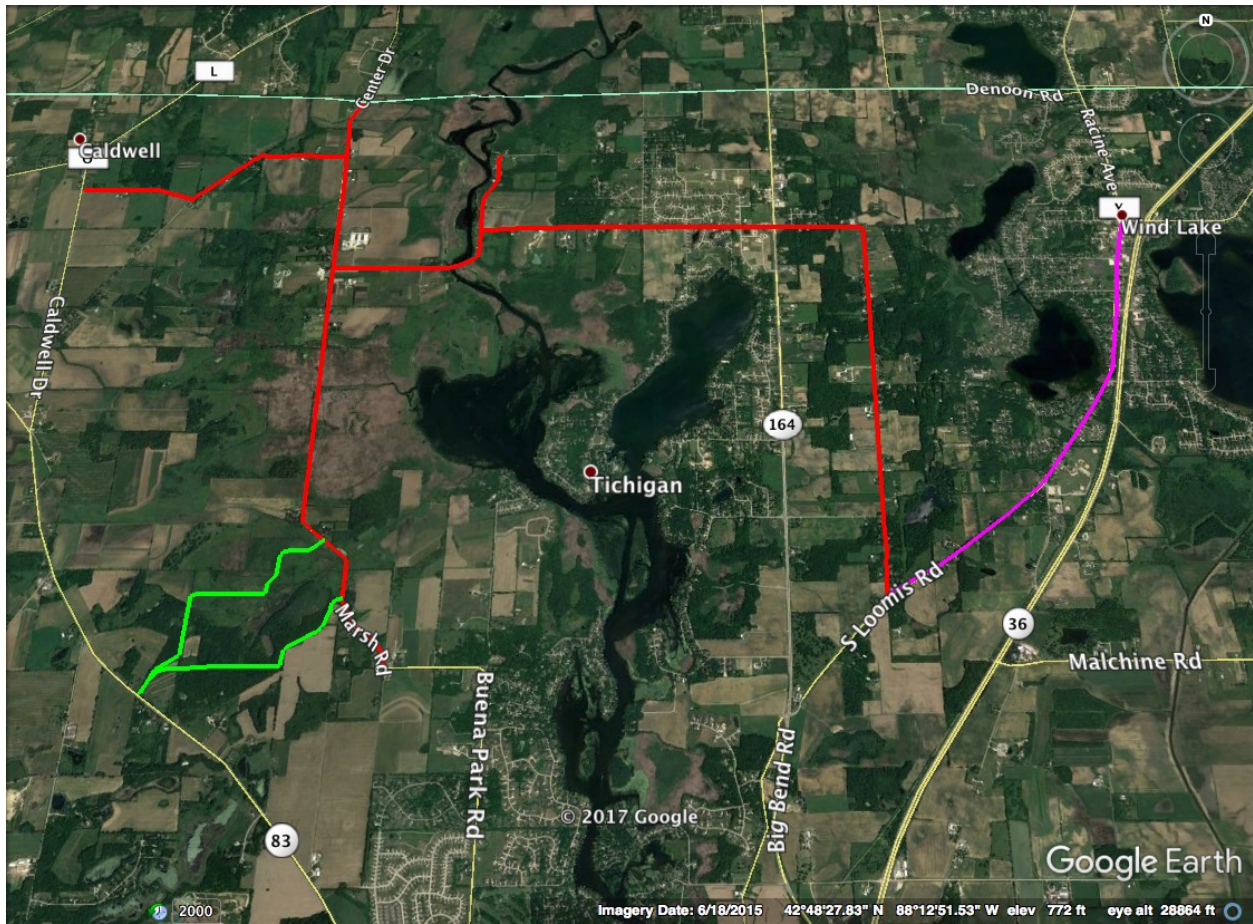 N
L
Center Dr
Denoon Rd
Racine Ave
Caldwell
Wind Lake
Caldwell Dr
164
Tichigan
S Loomis Rd
36
Marsh Rd
Malchine Rd
Buena Park Rd
Big Bend Rd
© 2017 Google
83
Google Earth
2000
Imagery Date: 6/18/2015 42°48'27.83" N 88°12'51.53" W elev 772 ft eye alt 28864 ft